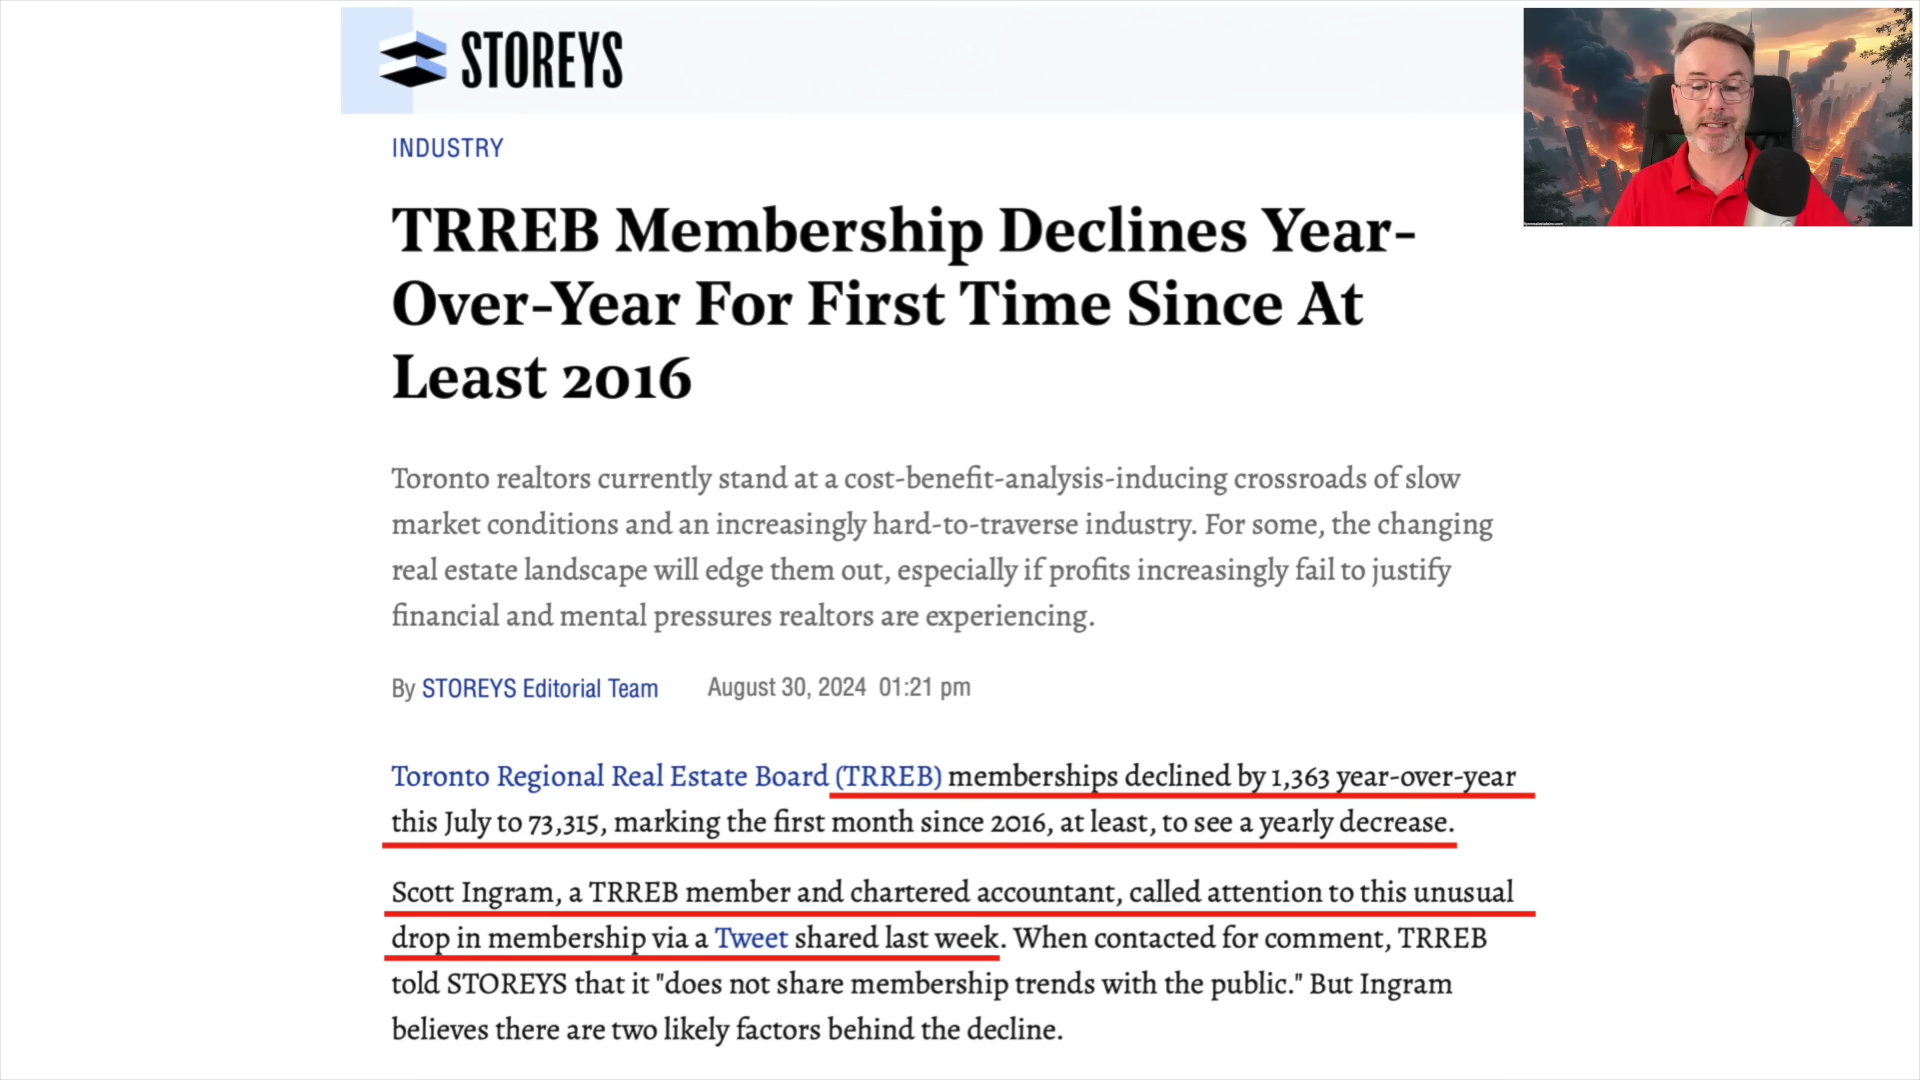 STOREYS
INDUSTRY
TRREB Membership Declines Year-
Over-Year For First Time Since At
Least 2016
Toronto realtors currently stand at a cost-benefit-analysis-inducing crossroads of slow
market conditions and an increasingly hard-to-traverse industry. For some, the changing
real estate landscape will edge them out, especially if profits increasingly fail to justify
financial and mental pressures realtors are experiencing.
By STOREYS Editorial Team August 30, 2024 01:21 pm
Toronto Regional Real Estate Board (TRREB) memberships declined by 1,363 year-over-year
this July to 73,315, marking the first month since 2016, at least, to see a yearly decrease.
Scott Ingram, a TRREB member and chartered accountant, called attention to this unusual
drop in membership via a Tweet shared last week. When contacted for comment, TRREB
told STOREYS that it "does not share membership trends with the public." But Ingram
believes there are two likely factors behind the decline.